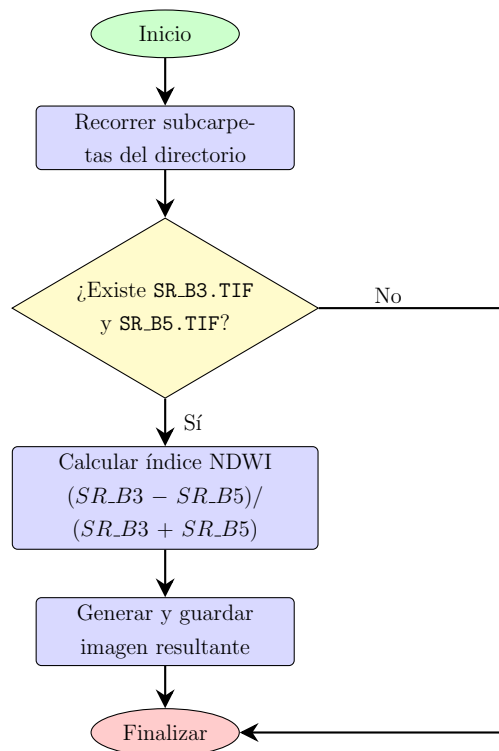 Inicio
Recorrer subcarpe-
tas del directorio
¿Existe SR_B3.TIF
y SR_B5.TIF?
No
Sí
Calcular índice NDWI
(SR_B3 − SR_B5)/
(SR_B3 + SR_B5)
Generar y guardar
imagen resultante
Finalizar